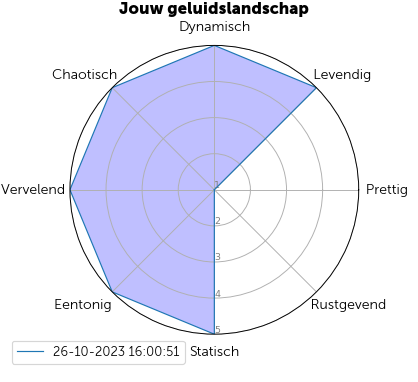 Jouw geluidslandschap
Dynamisch
Chaotisch
Levendig
Vervelend
1
Prettig
2
3
4
Eentonig
Rustgevend
5
26-10-2023 16:00:51
Statisch